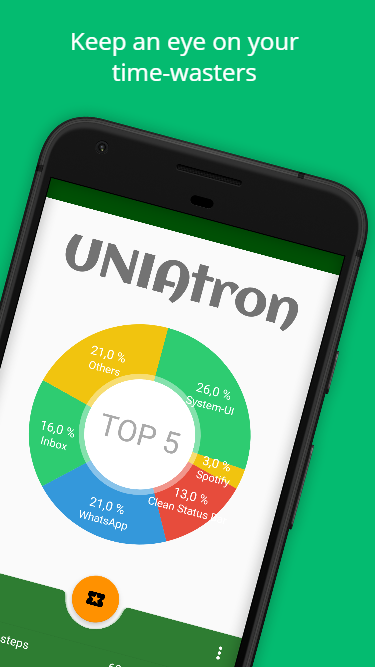 Keep an eye on your
time-wasters
UNIAtron
21,0 %
Others
26,0 %
System-UI
16,0 %
Inbox
TOP 5
3,0 %
Spotify
13,0 %
Clean Status
21,0 %
WhatsApp
steps